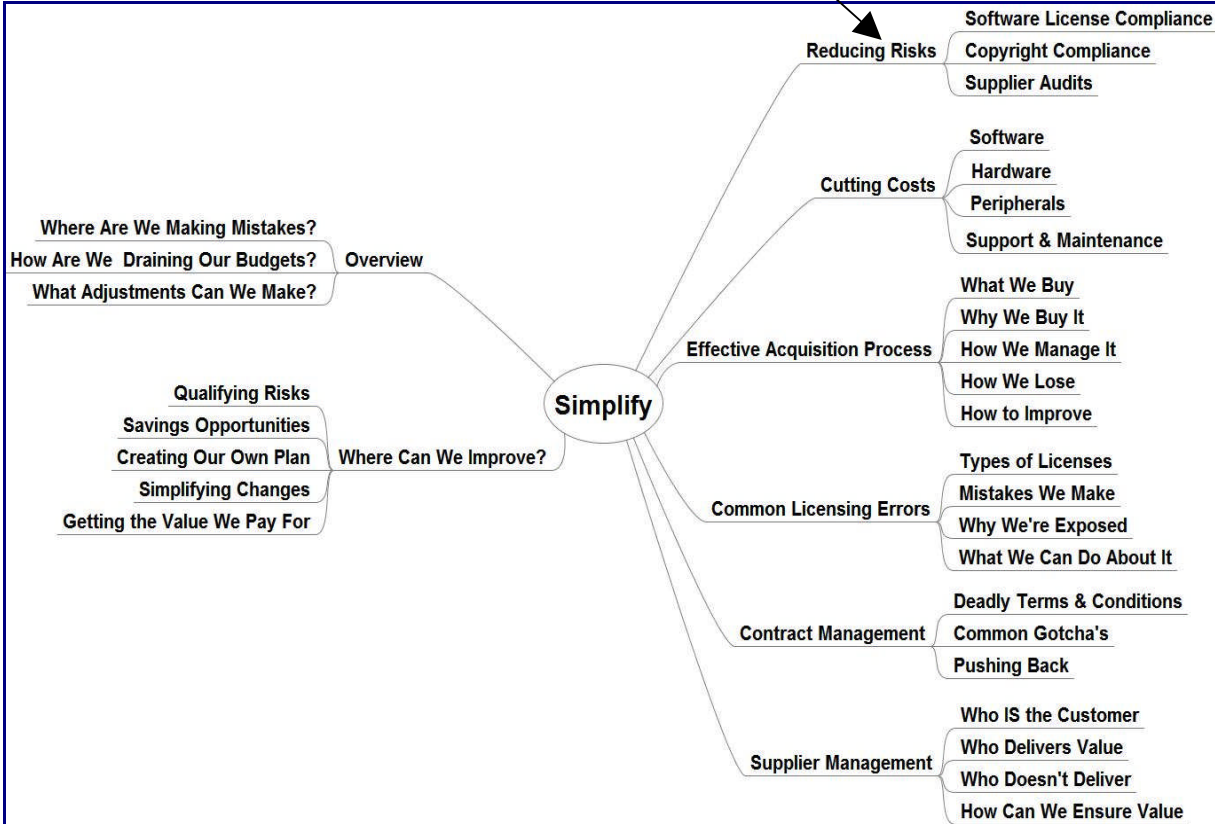 Simplify
Reducing Risks
Software License Compliance
Copyright Compliance
Supplier Audits
Cutting Costs
Software
Hardware
Peripherals
Support & Maintenance
Effective Acquisition Process
What We Buy
Why We Buy It
How We Manage It
How We Lose
How to Improve
Common Licensing Errors
Types of Licenses
Mistakes We Make
Why We're Exposed
What We Can Do About It
Contract Management
Deadly Terms & Conditions
Common Gotcha's
Pushing Back
Supplier Management
Who IS the Customer
Who Delivers Value
Who Doesn't Deliver
How Can We Ensure Value
Where Can We Improve?
Qualifying Risks
Savings Opportunities
Creating Our Own Plan
Simplifying Changes
Getting the Value We Pay For
Overview
Where Are We Making Mistakes?
How Are We  Draining Our Budgets?
What Adjustments Can We Make?